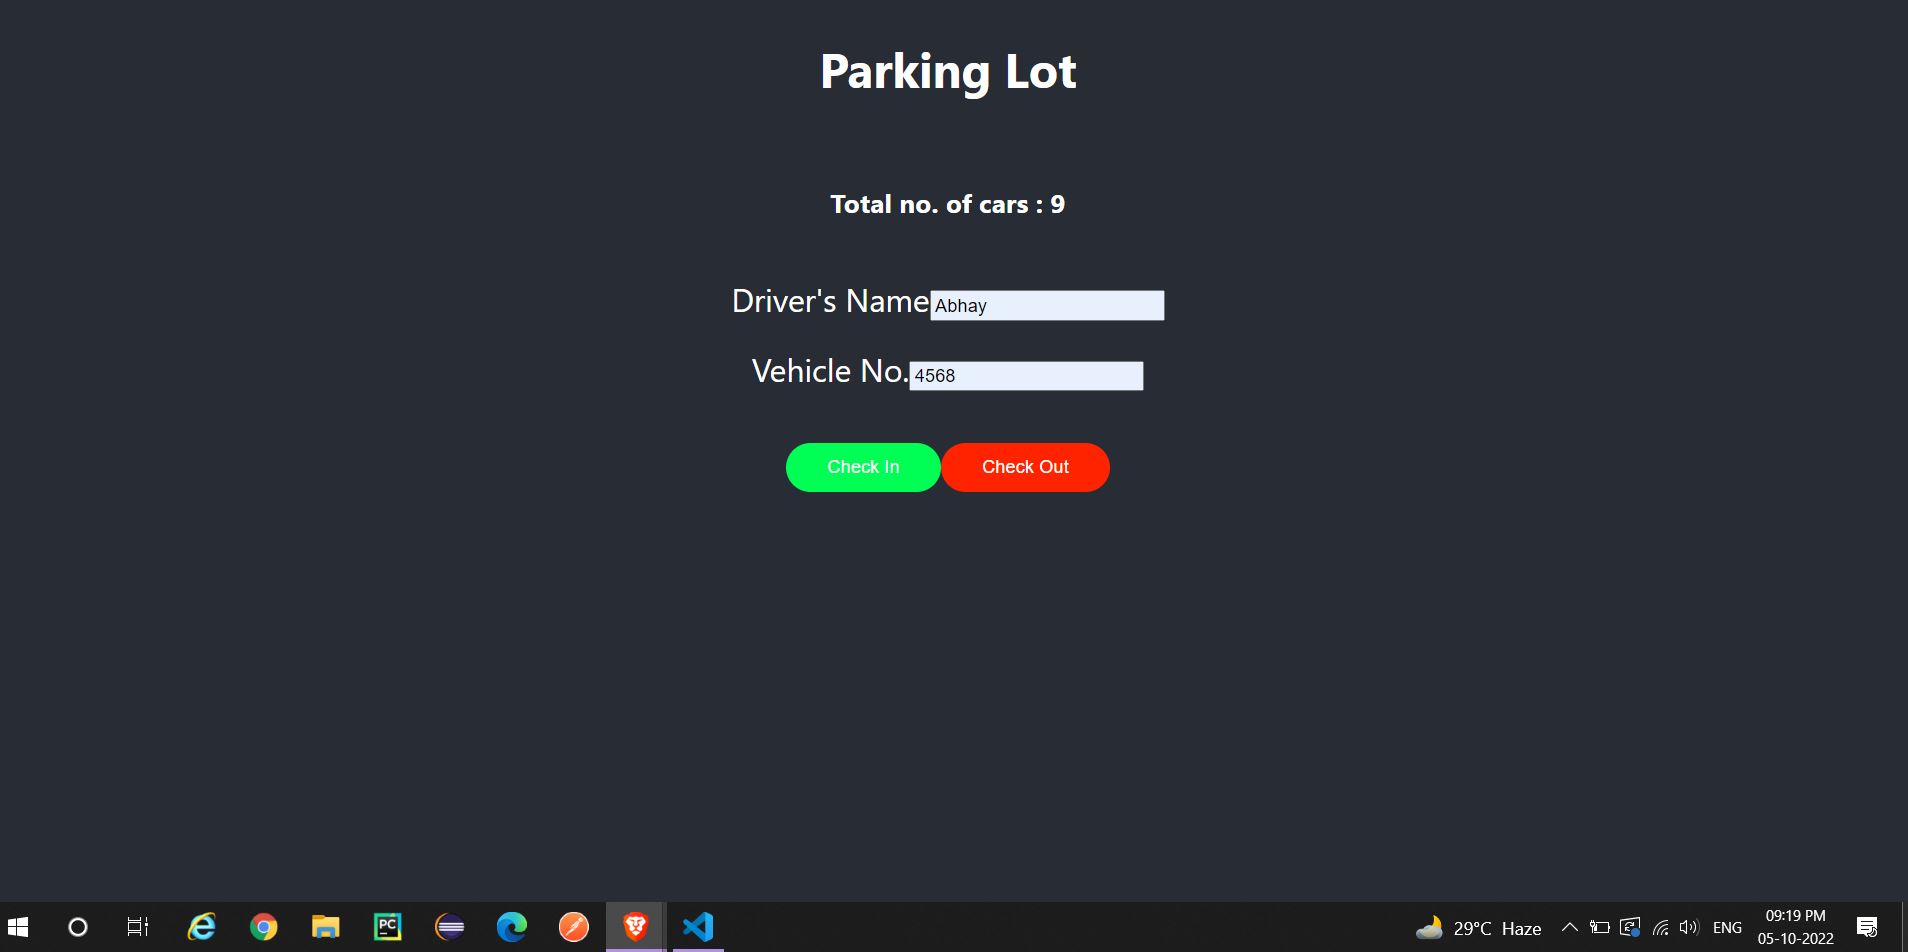 Parking Lot
Total no. of cars : 9
Driver's Name Abhay
Vehicle No. 4568
Check In Check Out
PC
29°C Haze
ENG
09:19 PM
05-10-2022